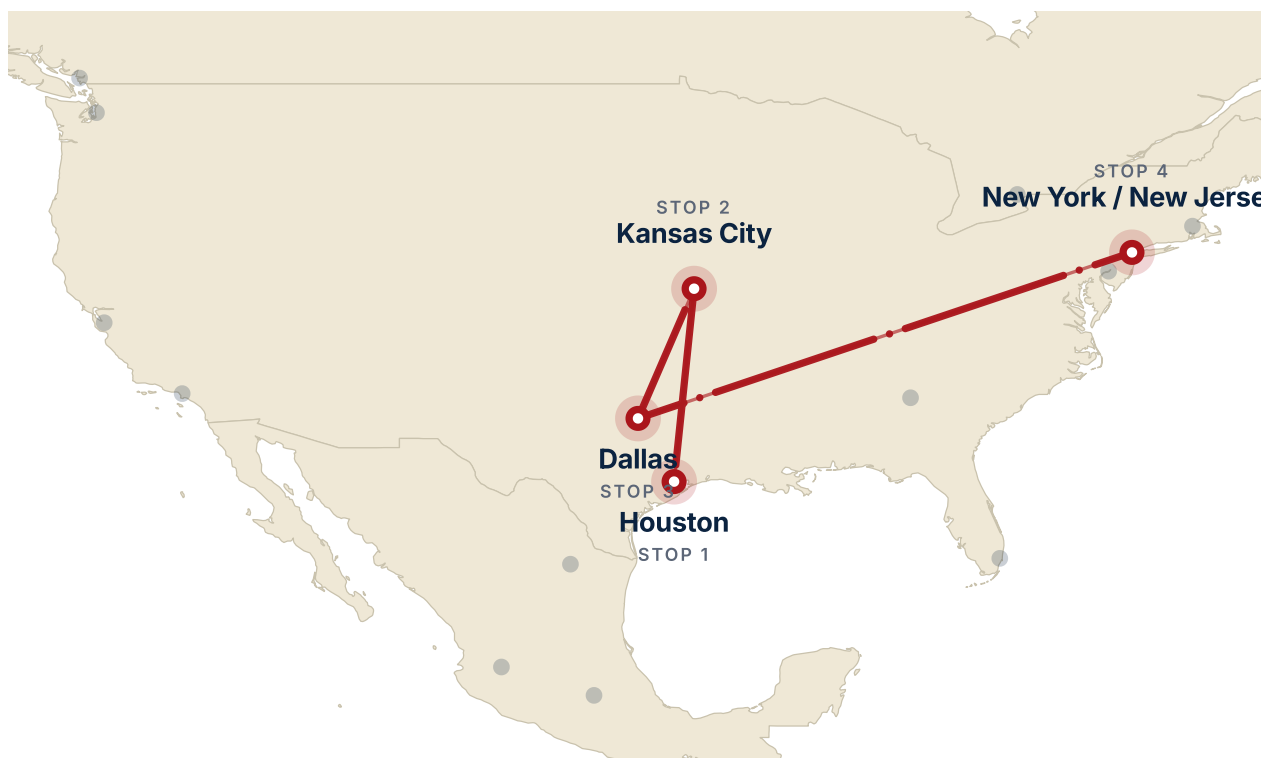 STOP 4
New York / New Jerse
STOP 2
Kansas City
Dallas
STOP 3
Houston
STOP 1